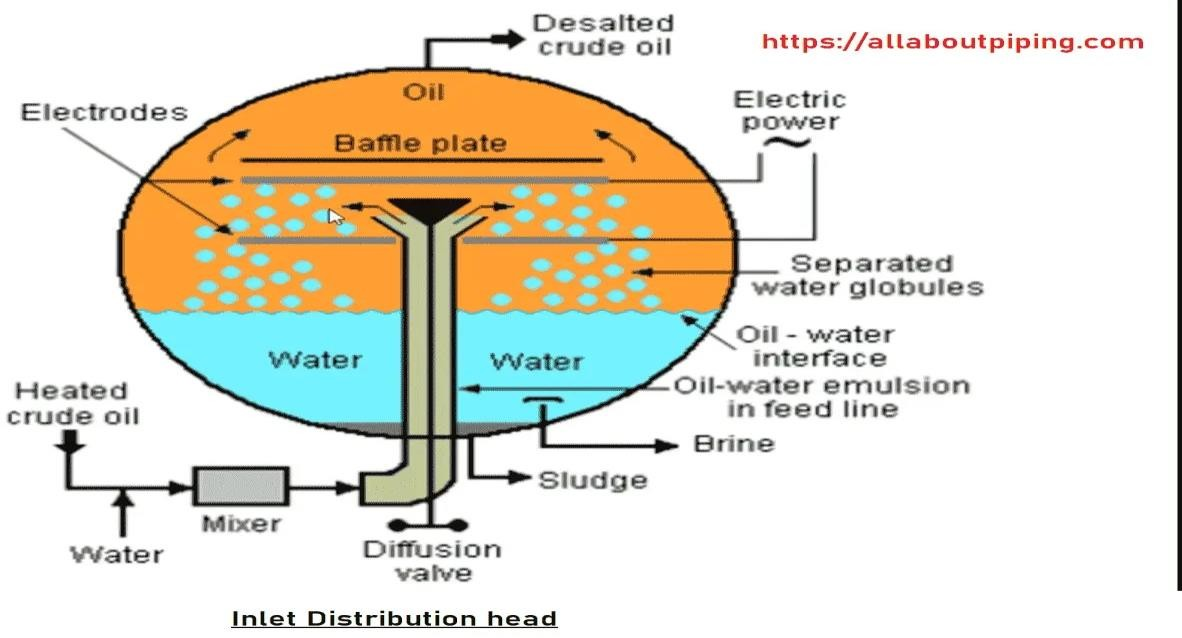 Desalted
crude oil
https://allaboutpiping.com
Oil
Electrodes
Electric
power
Baffle plate
Separated
water globules
Oil - water
interface
Water
Water
Oil-water emulsion
in feed line
Heated
crude oil
Brine
Sludge
Mixer
Water
Diffusion
valve
Inlet Distribution head